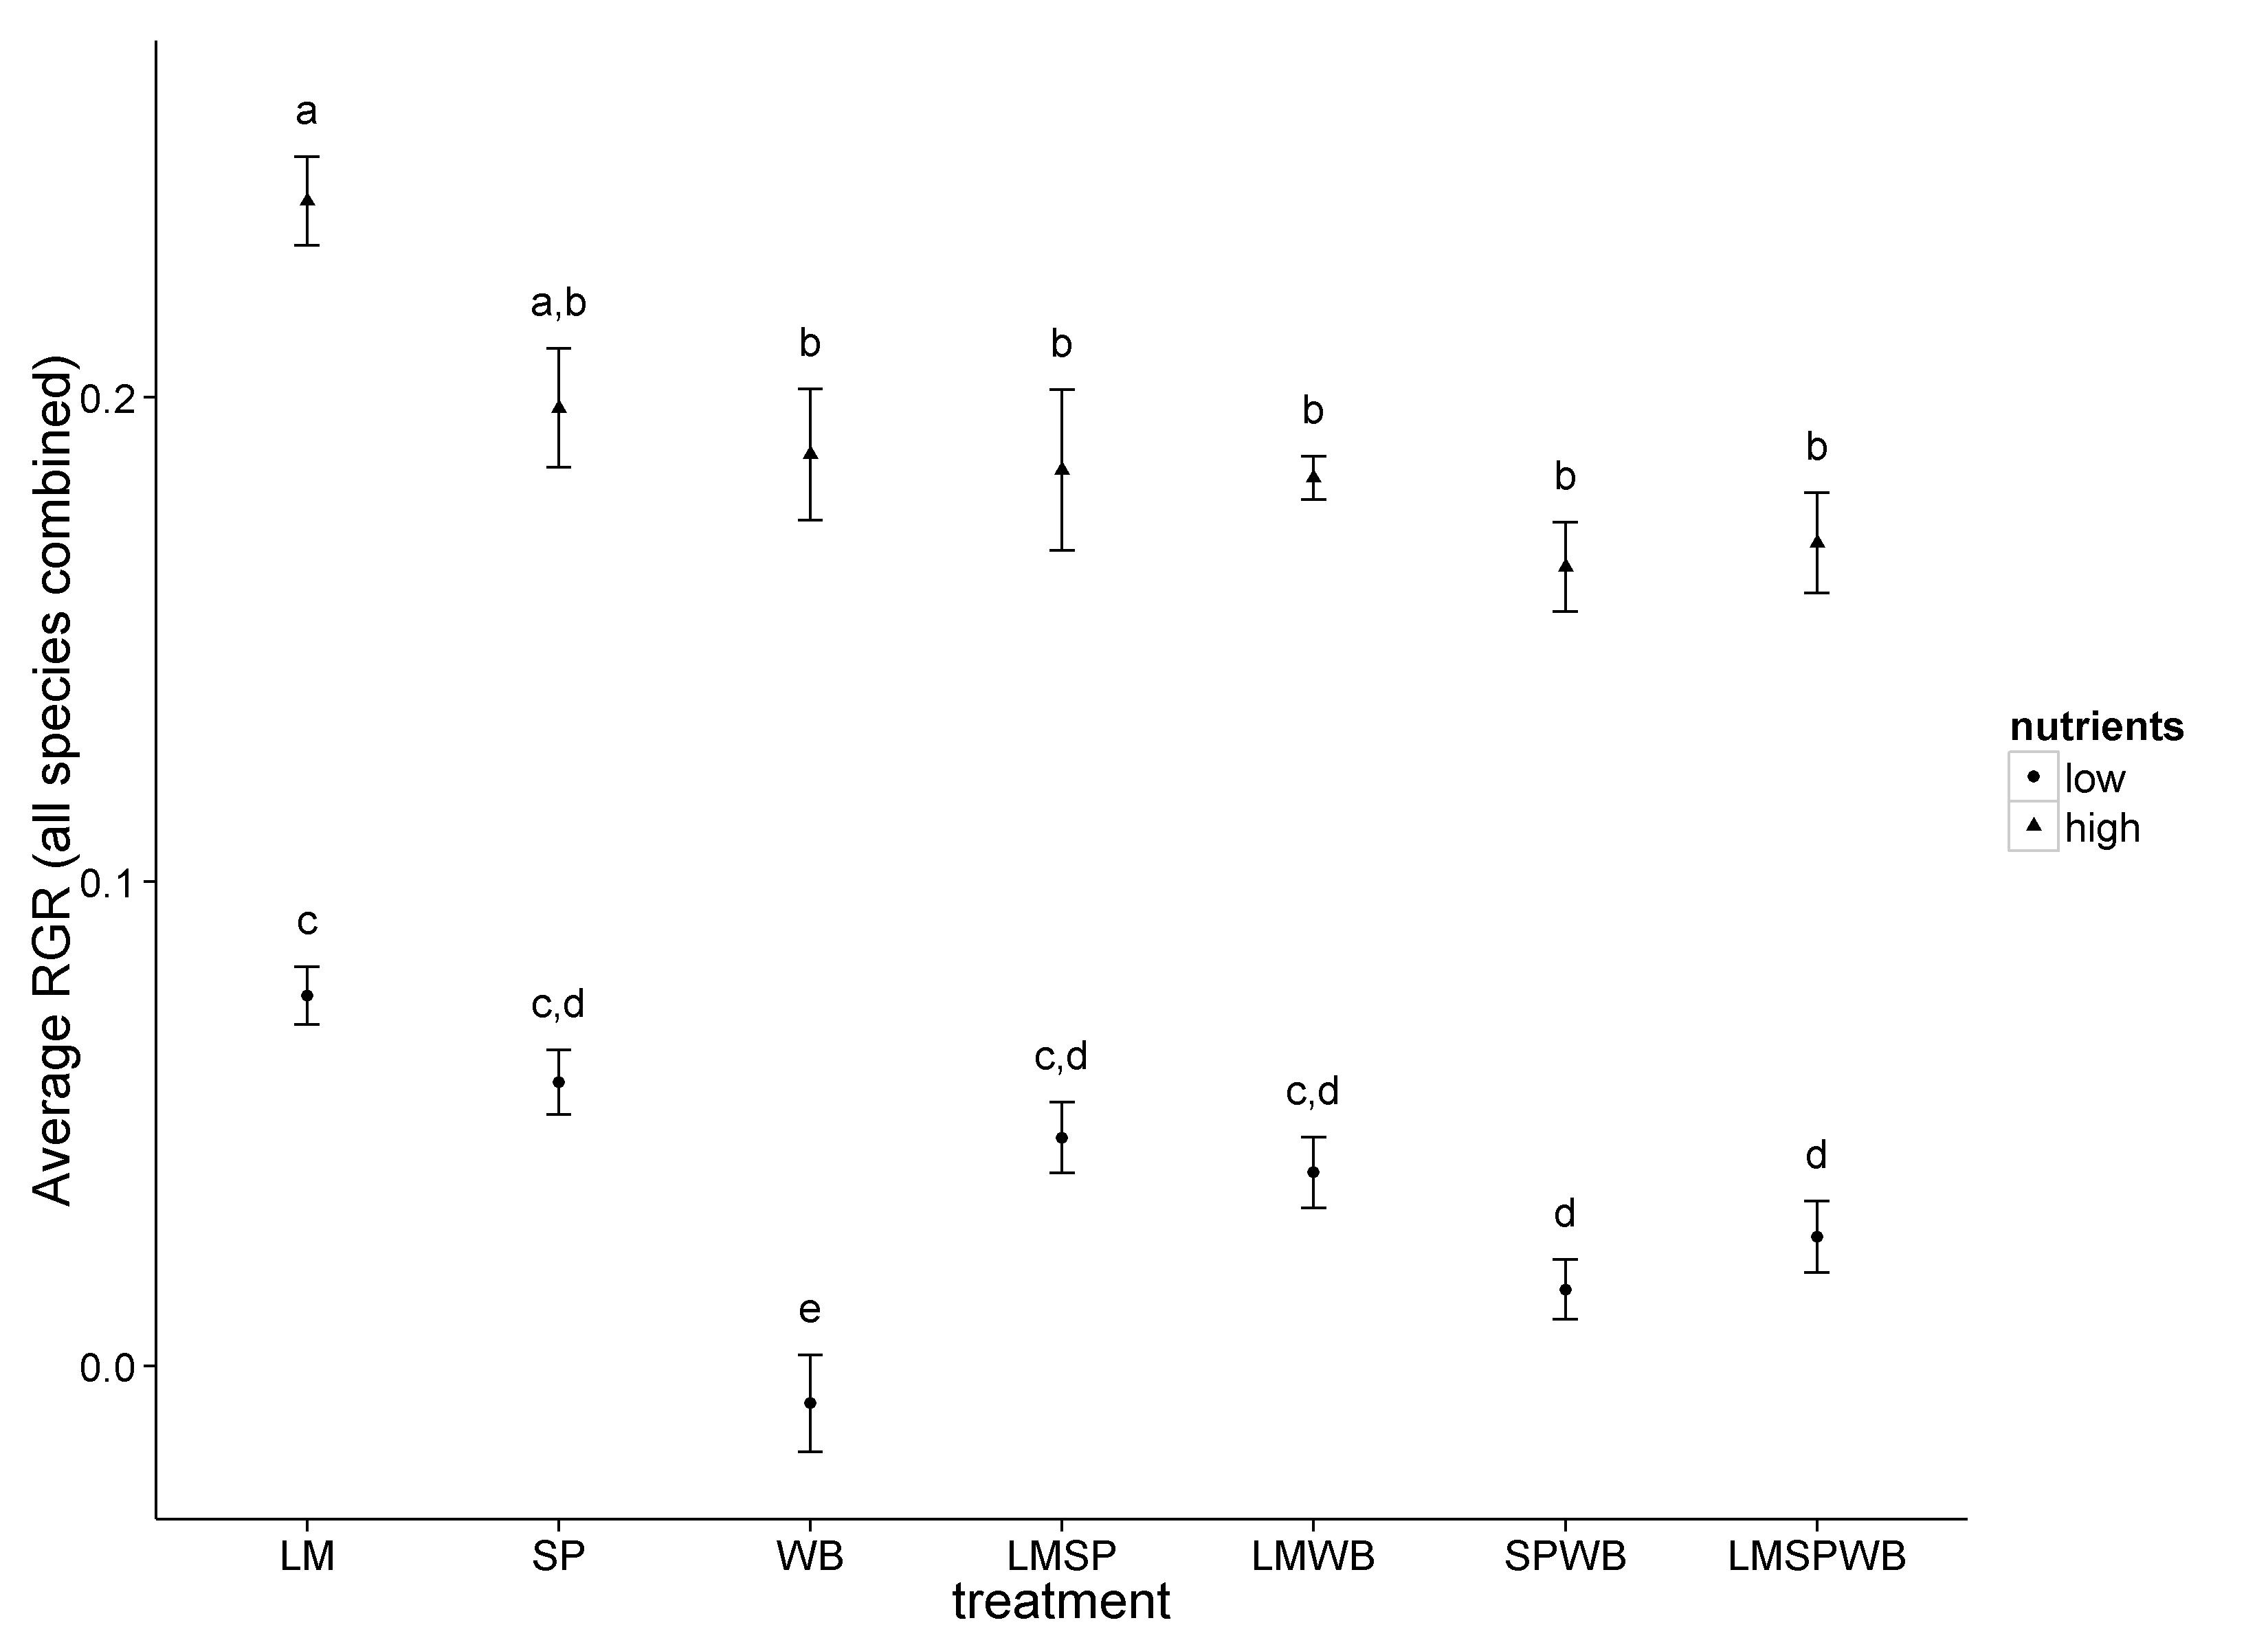 Average RGR (all species combined)
0.2
0.1
0.0
a
a,b
b
b
b
b
b
c
c,d
e
c,d
c,d
d
d
LM SP WB LMSP LMWB SPWB LMSPWB
treatment
nutrients
low
high